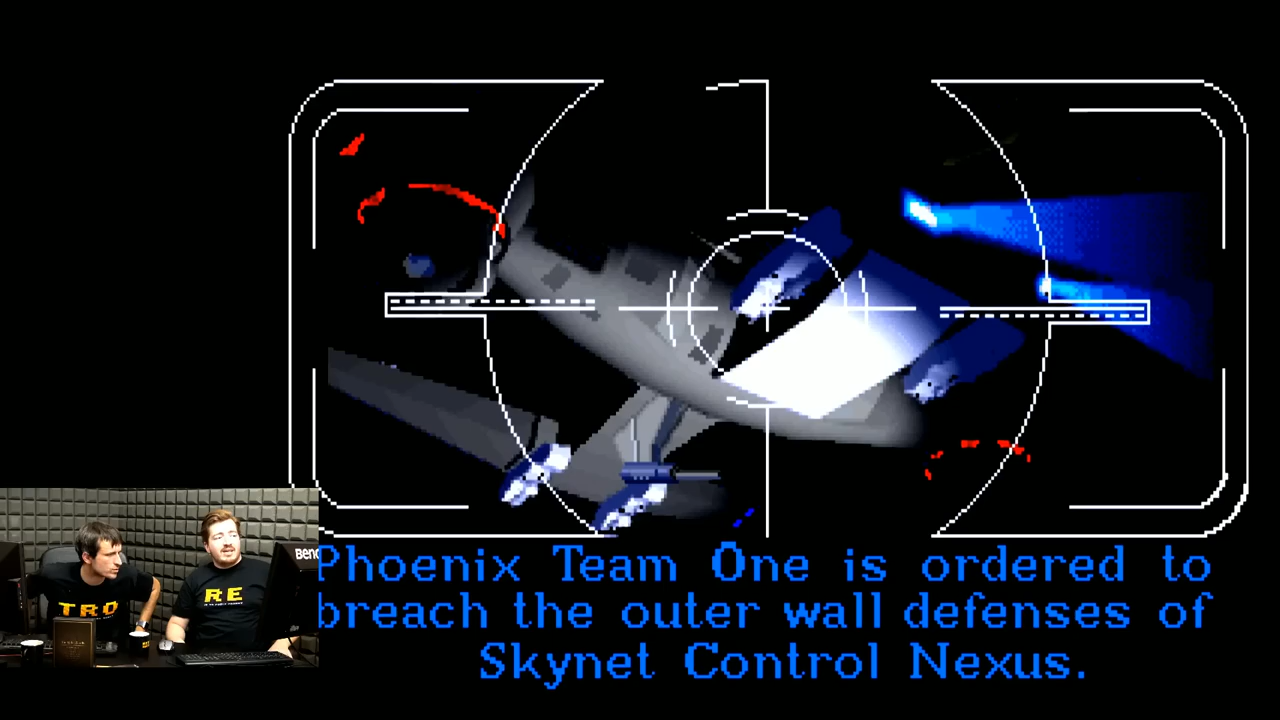 Phoenix Team One is ordered to
breach the outer wall defenses of
Skynet Control Nexus.
TRO
RE
BenQ